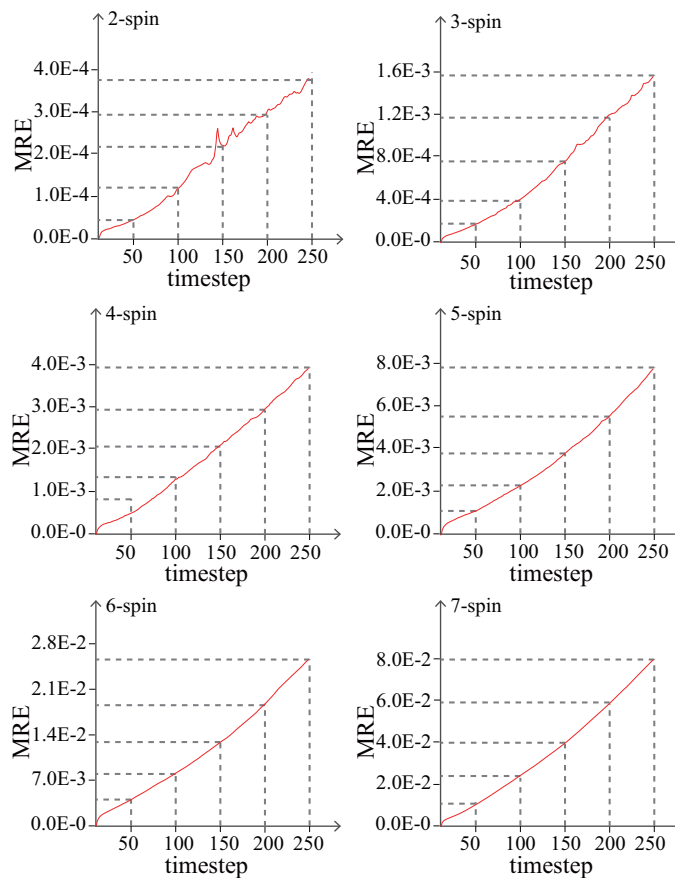 2-spin
MRE
4.0E-4
3.0E-4
2.0E-4
1.0E-4
0.0E-0
50 100 150 200 250
timestep
3-spin
MRE
1.6E-3
1.2E-3
8.0E-4
4.0E-4
0.0E-0
50 100 150 200 250
timestep
4-spin
MRE
4.0E-3
3.0E-3
2.0E-3
1.0E-3
0.0E-0
50 100 150 200 250
timestep
5-spin
MRE
8.0E-3
6.0E-3
4.0E-3
2.0E-3
0.0E-0
50 100 150 200 250
timestep
6-spin
MRE
2.8E-2
2.1E-2
1.4E-2
7.0E-3
0.0E-0
50 100 150 200 250
timestep
7-spin
MRE
8.0E-2
6.0E-2
4.0E-2
2.0E-2
0.0E-0
50 100 150 200 250
timestep